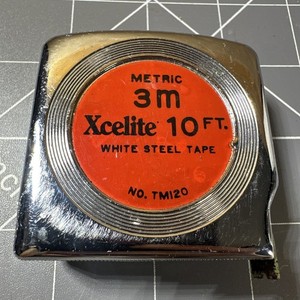 METRIC
3m
Xcelite 10 FT.
WHITE STEEL TAPE
NO. TM120